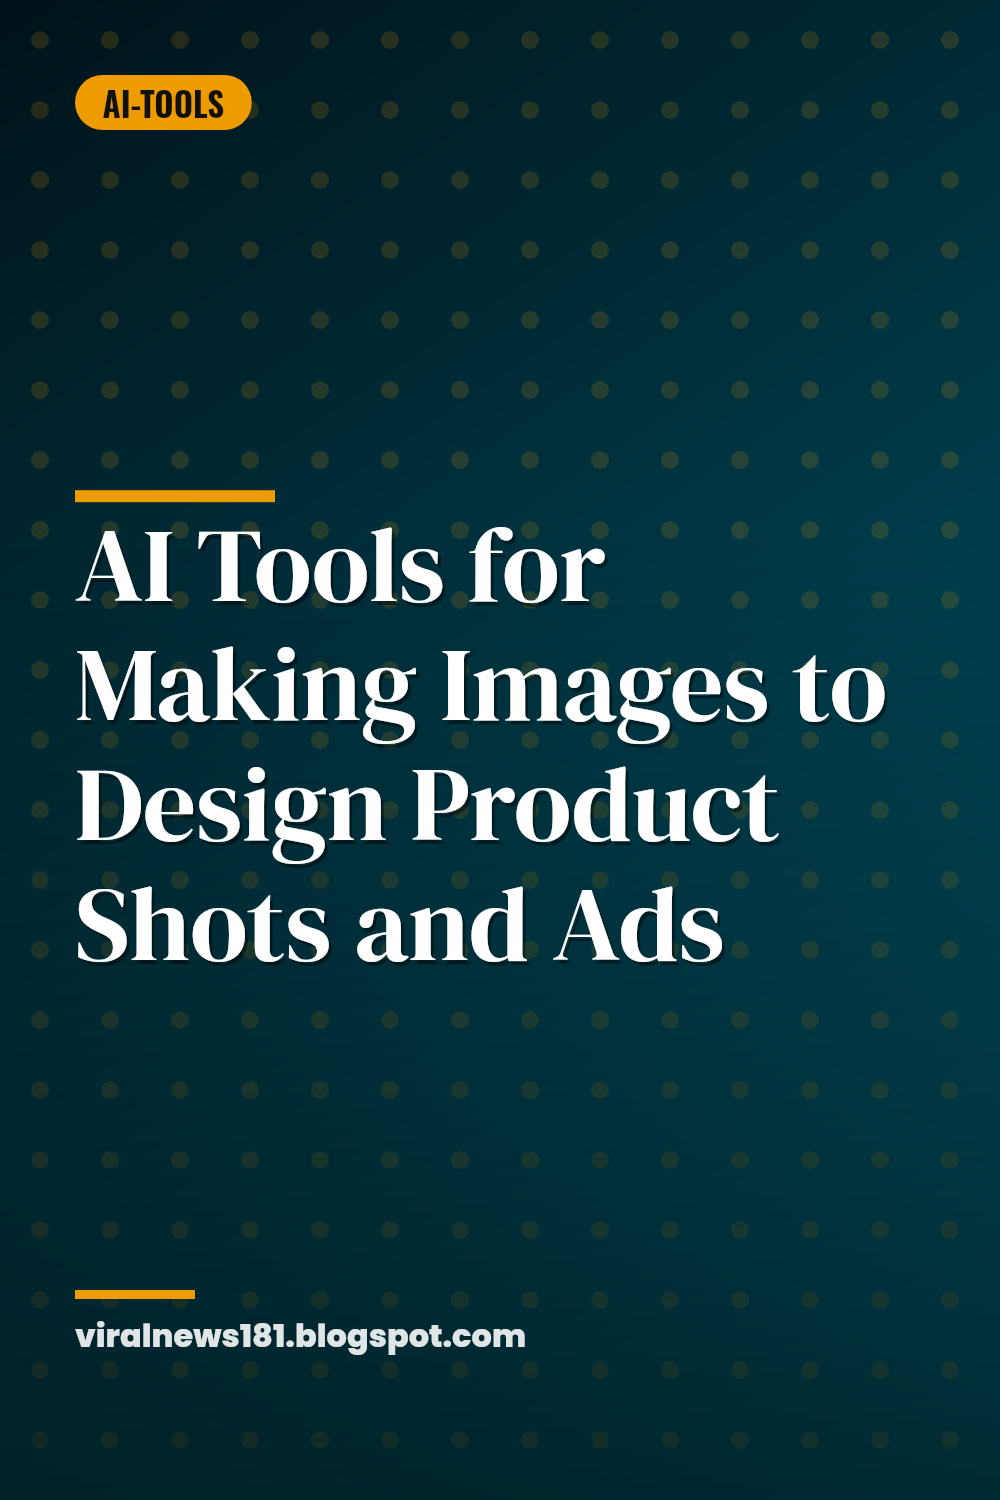 AI-TOOLS
AI Tools for
Making Images to
Design Product
Shots and Ads
viralnews181.blogspot.com